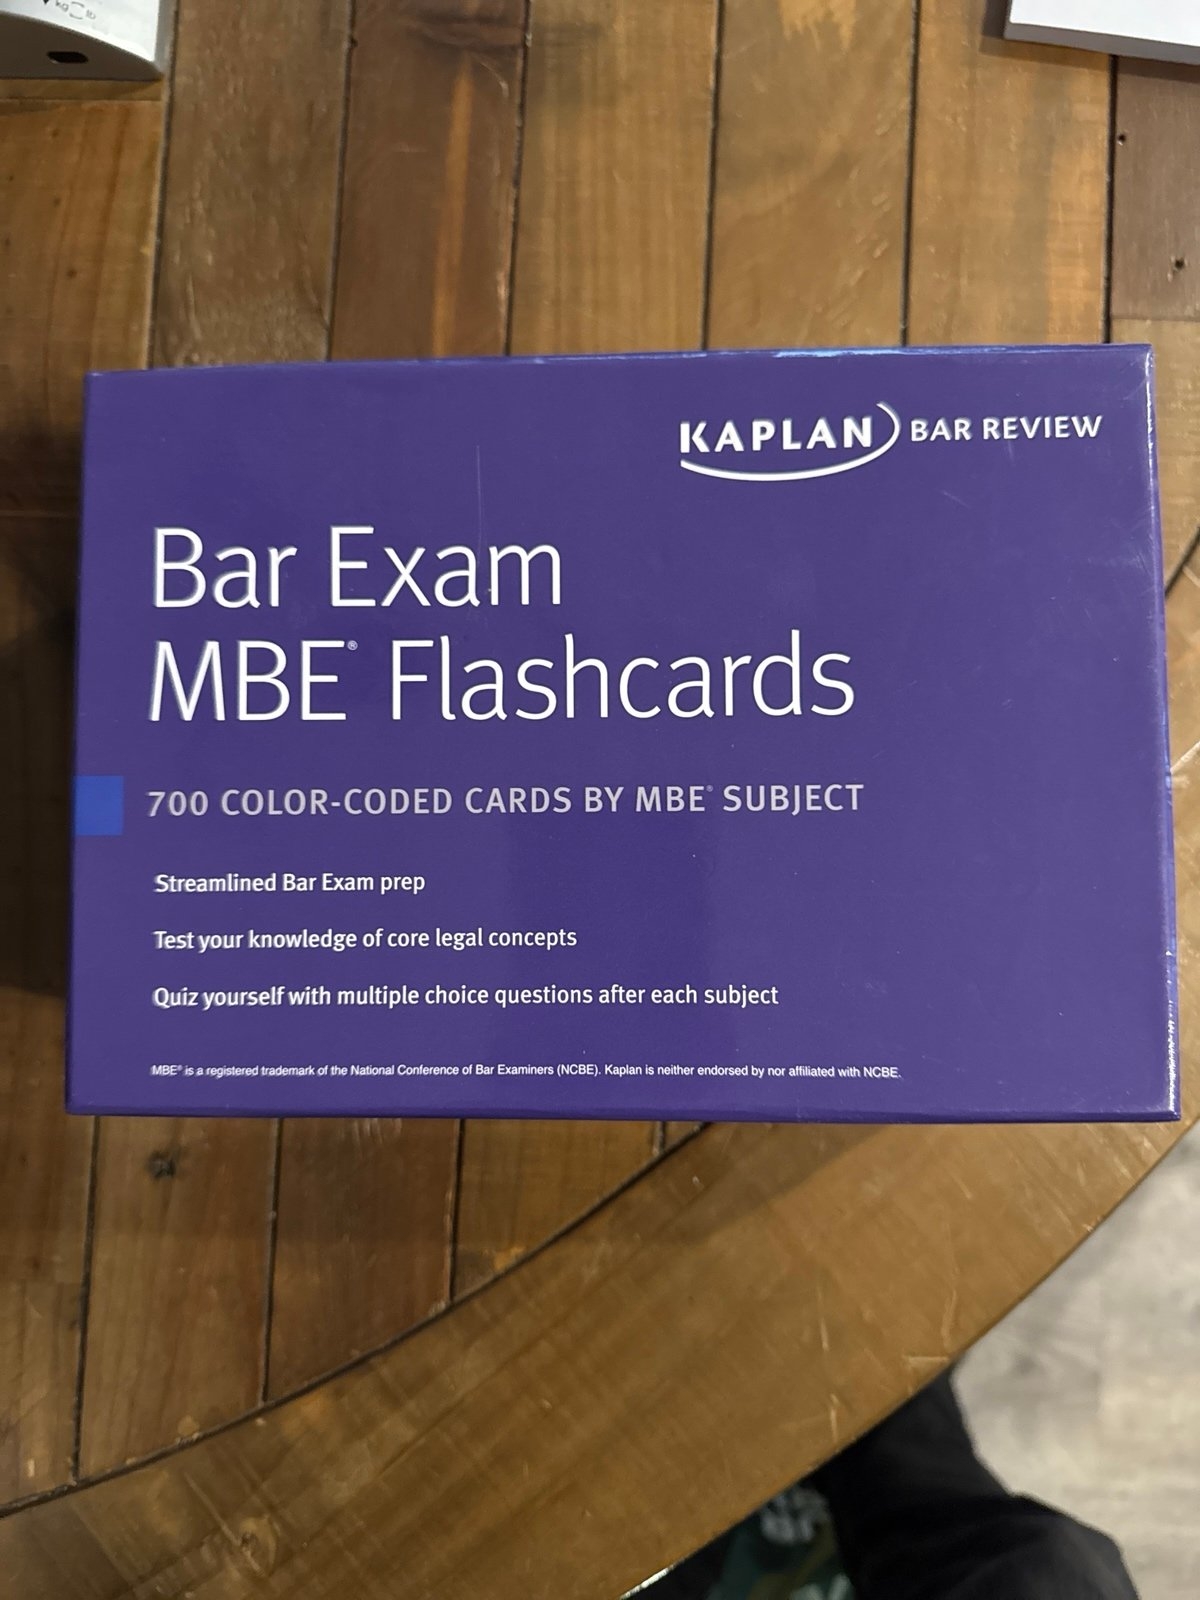 kg lb
KAPLAN BAR REVIEW
Bar Exam
MBE® Flashcards
700 COLOR-CODED CARDS BY MBE® SUBJECT
Streamlined Bar Exam prep
Test your knowledge of core legal concepts
Quiz yourself with multiple choice questions after each subject
MBE® is a registered trademark of the National Conference of Bar Examiners (NCBE). Kaplan is neither endorsed by nor affiliated with NCBE.